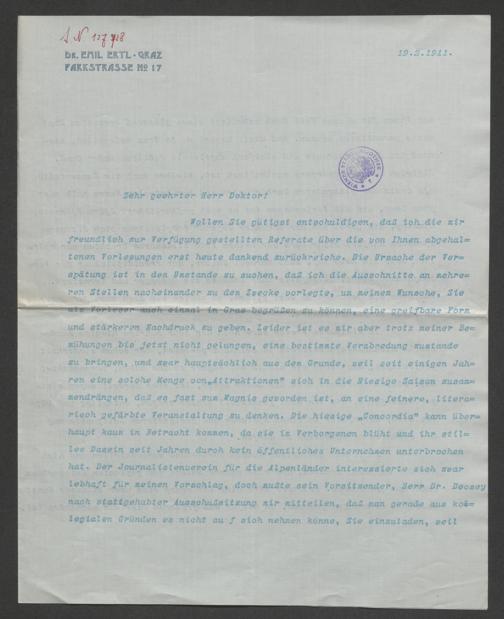 DR. EMIL ERTL · GRAZ
PARKSTRASSE No 17
19.2.1911.
Sehr geehrter Herr Doktor!
Wollen Sie gütigst entschuldigen, daß ich die mir
freundlich zur Verfügung gestellten Referate über die von Ihnen abgehal=
tenen Vorlesungen erst heute dankend zurückreiche. Die Ursache der Ver=
spätung ist in dem Umstande zu suchen, daß ich die Ausschnitte an mehre=
ren Stellen nacheinander zu dem Zwecke vorlegte, um meinem Wunsche, Sie
als Vorleser auch einmal in Graz begrüßen zu können, eine greifbare Form
und stärkeren Nachdruck zu geben. Leider ist es mir aber trotz meiner Be=
mühungen bis jetzt nicht gelungen, eine bestimmte Verabredung zustande
zu bringen, und zwar hauptsächlich aus dem Grunde, weil seit einigen Jah=
ren eine solche Menge von „Attraktionen" sich in die hiesige Saison zusam=
mendrängen, daß es fast zum Wagnis geworden ist, an eine feinere, litera=
risch gefärbte Veranstaltung zu denken. Die hiesige „Concordia" kann über=
haupt kaum in Betracht kommen, da sie im Verborgenen blüht und ihr stil=
les Dasein seit Jahren durch kein öffentliches Unternehmen unterbrochen
hat. Der Journalistenverein für die Alpenländer interessierte sich zwar
lebhaft für meinen Vorschlag, doch mußte sein Vorsitzender, Herr Dr. Decsey
nach stattgehabter Ausschußsitzung mir mitteilen, daß man gerade aus kol=
legialen Gründen es nicht au f sich nehmen könne, Sie einzuladen, weil